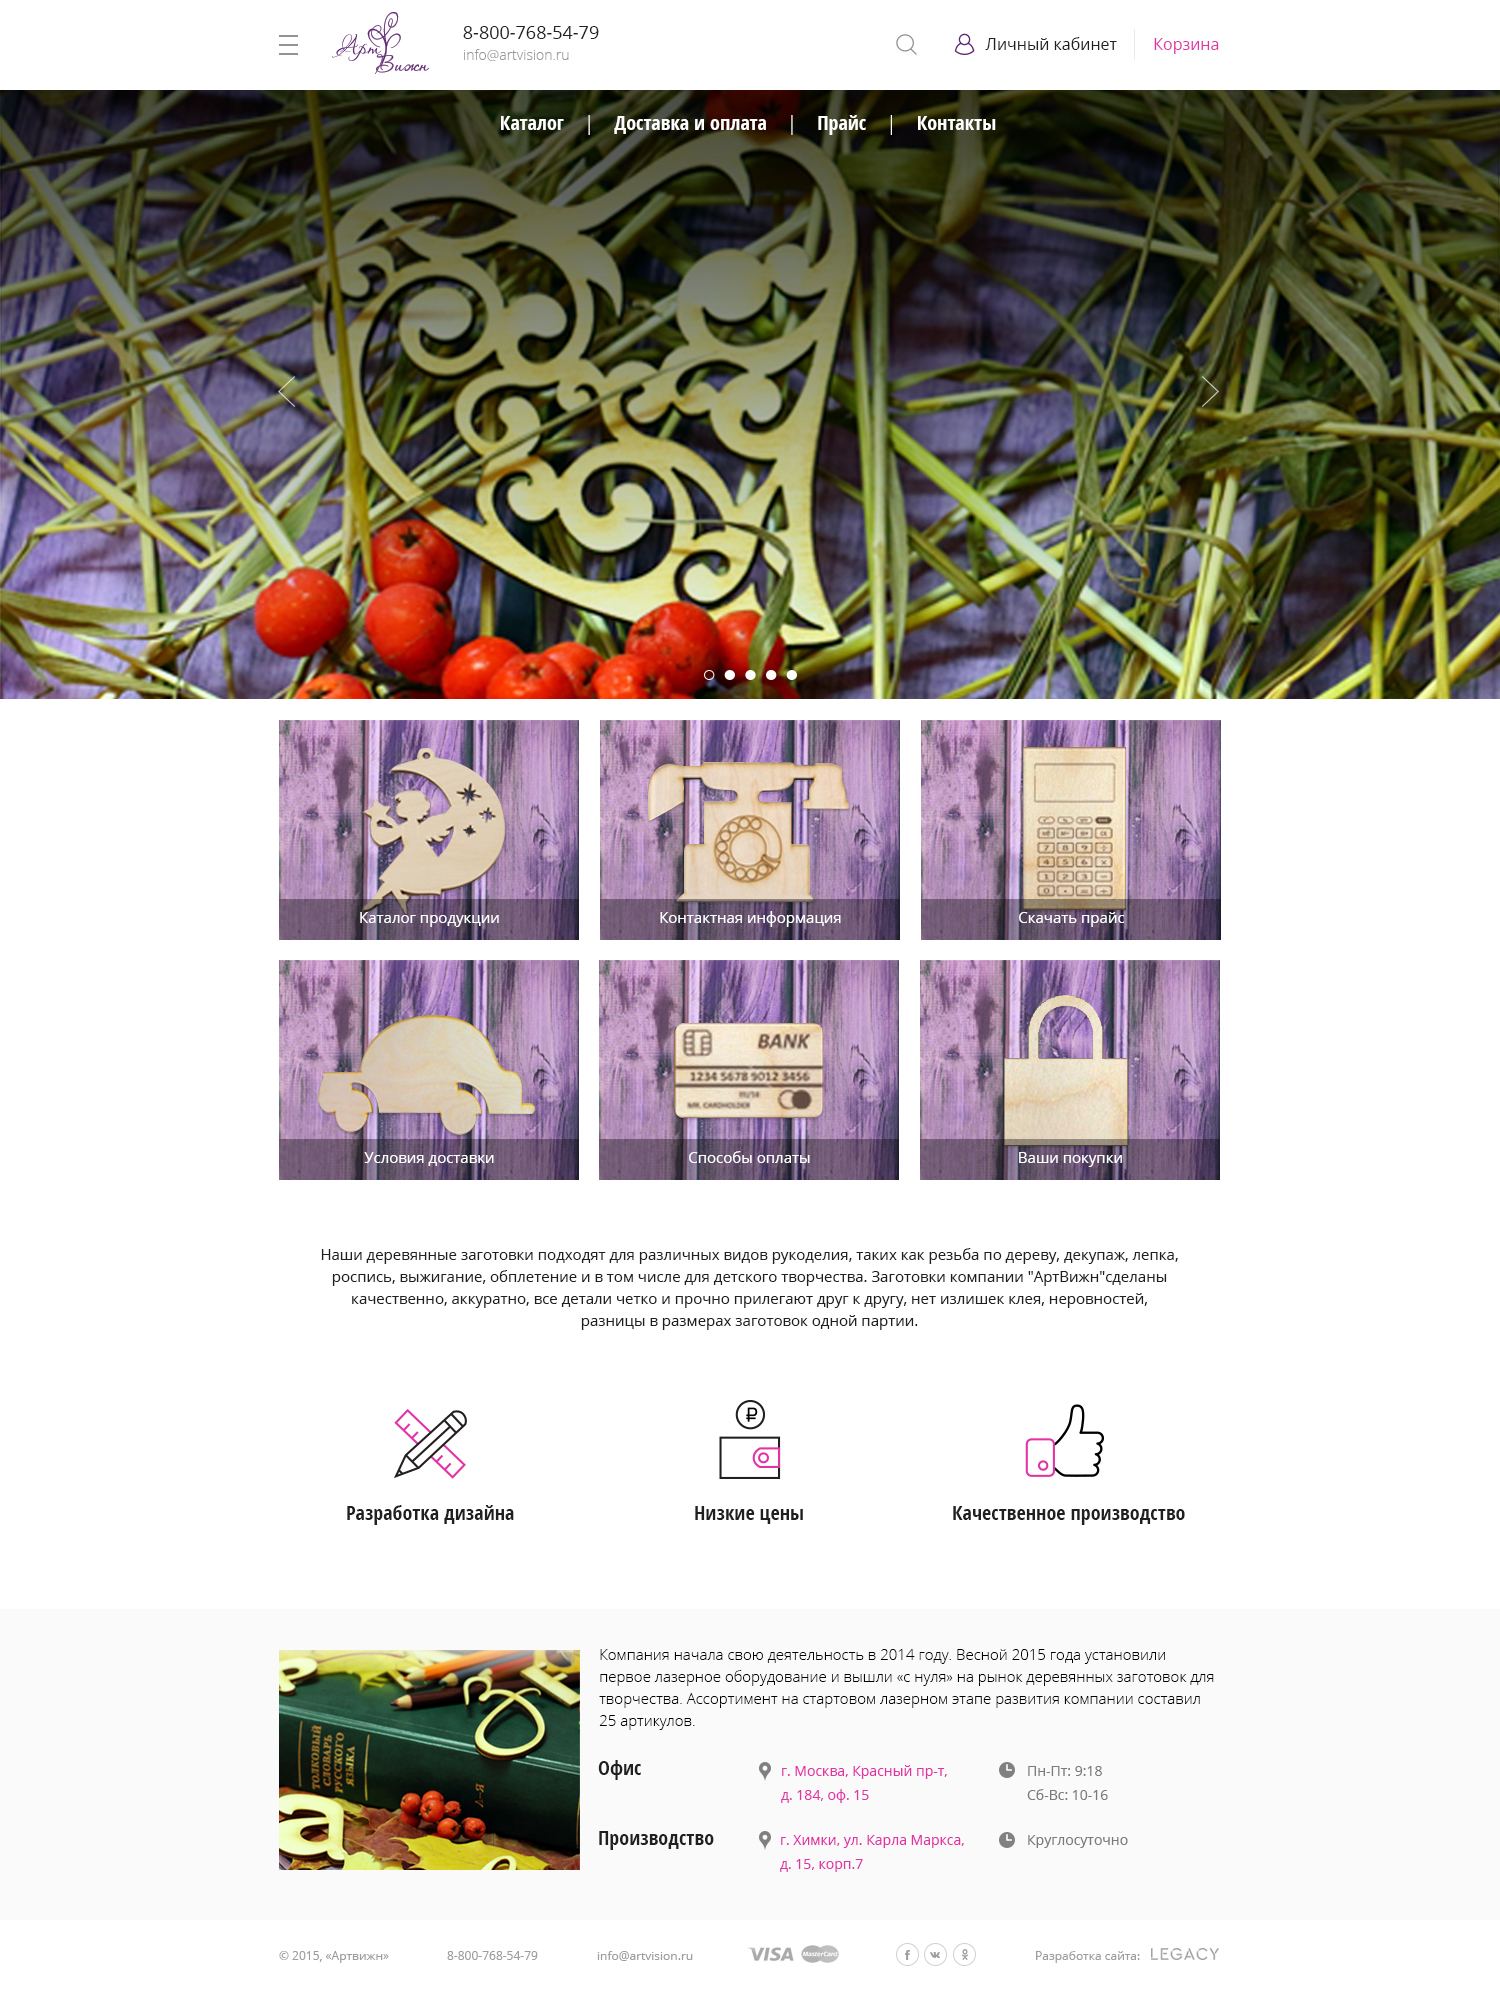 Арт
Вижн
8-800-768-54-79
info@artvision.ru
Личный кабинет
Корзина
Каталог | Доставка и оплата | Прайс | Контакты
Каталог продукции
Контактная информация
Скачать прайс
BANK
1234 5678 9012 3456
MR. CARDHOLDER
Условия доставки
Способы оплаты
Ваши покупки
Наши деревянные заготовки подходят для различных видов рукоделия, таких как резьба по дереву, декупаж, лепка,
роспись, выжигание, обплетение и в том числе для детского творчества. Заготовки компании "АртВижн"сделаны
качественно, аккуратно, все детали четко и прочно прилегают друг к другу, нет излишек клея, неровностей,
разницы в размерах заготовок одной партии.
Разработка дизайна
Низкие цены
Качественное производство
ТОЛКОВЫЙ
СЛОВАРЬ
РУССКОГО
ЯЗЫКА
А-Я
Компания начала свою деятельность в 2014 году. Весной 2015 года установили
первое лазерное оборудование и вышли «с нуля» на рынок деревянных заготовок для
творчества. Ассортимент на стартовом лазерном этапе развития компании составил
25 артикулов.
Офис
г. Москва, Красный пр-т,
д. 184, оф. 15
Пн-Пт: 9:18
Сб-Вс: 10-16
Производство
г. Химки, ул. Карла Маркса,
д. 15, корп.7
Круглосуточно
© 2015, «Артвижн»
8-800-768-54-79
info@artvision.ru
VISA
MasterCard
Разработка сайта: LEGACY